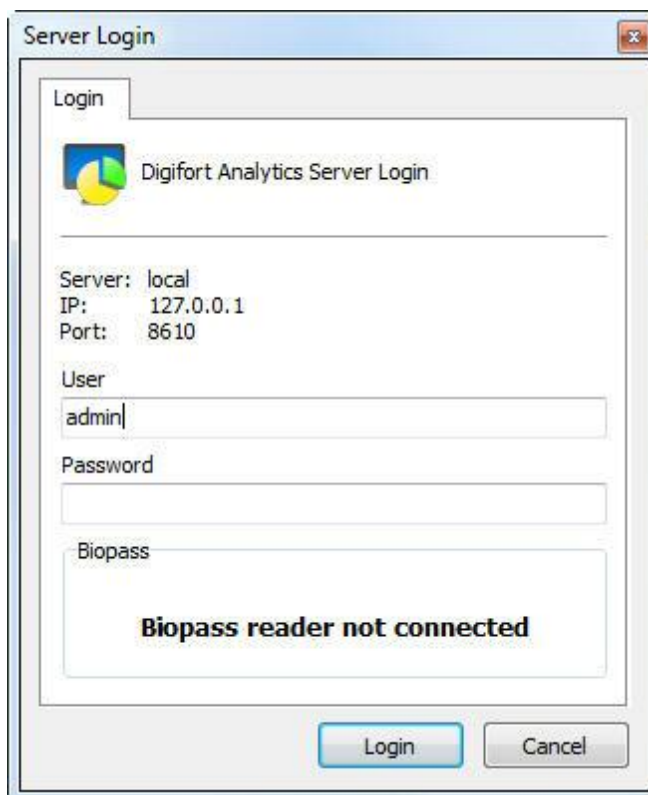 Server Login
Login
Digifort Analytics Server Login
Server: local
IP: 127.0.0.1
Port: 8610
User
admin
Password
Biopass
Biopass reader not connected
Login Cancel